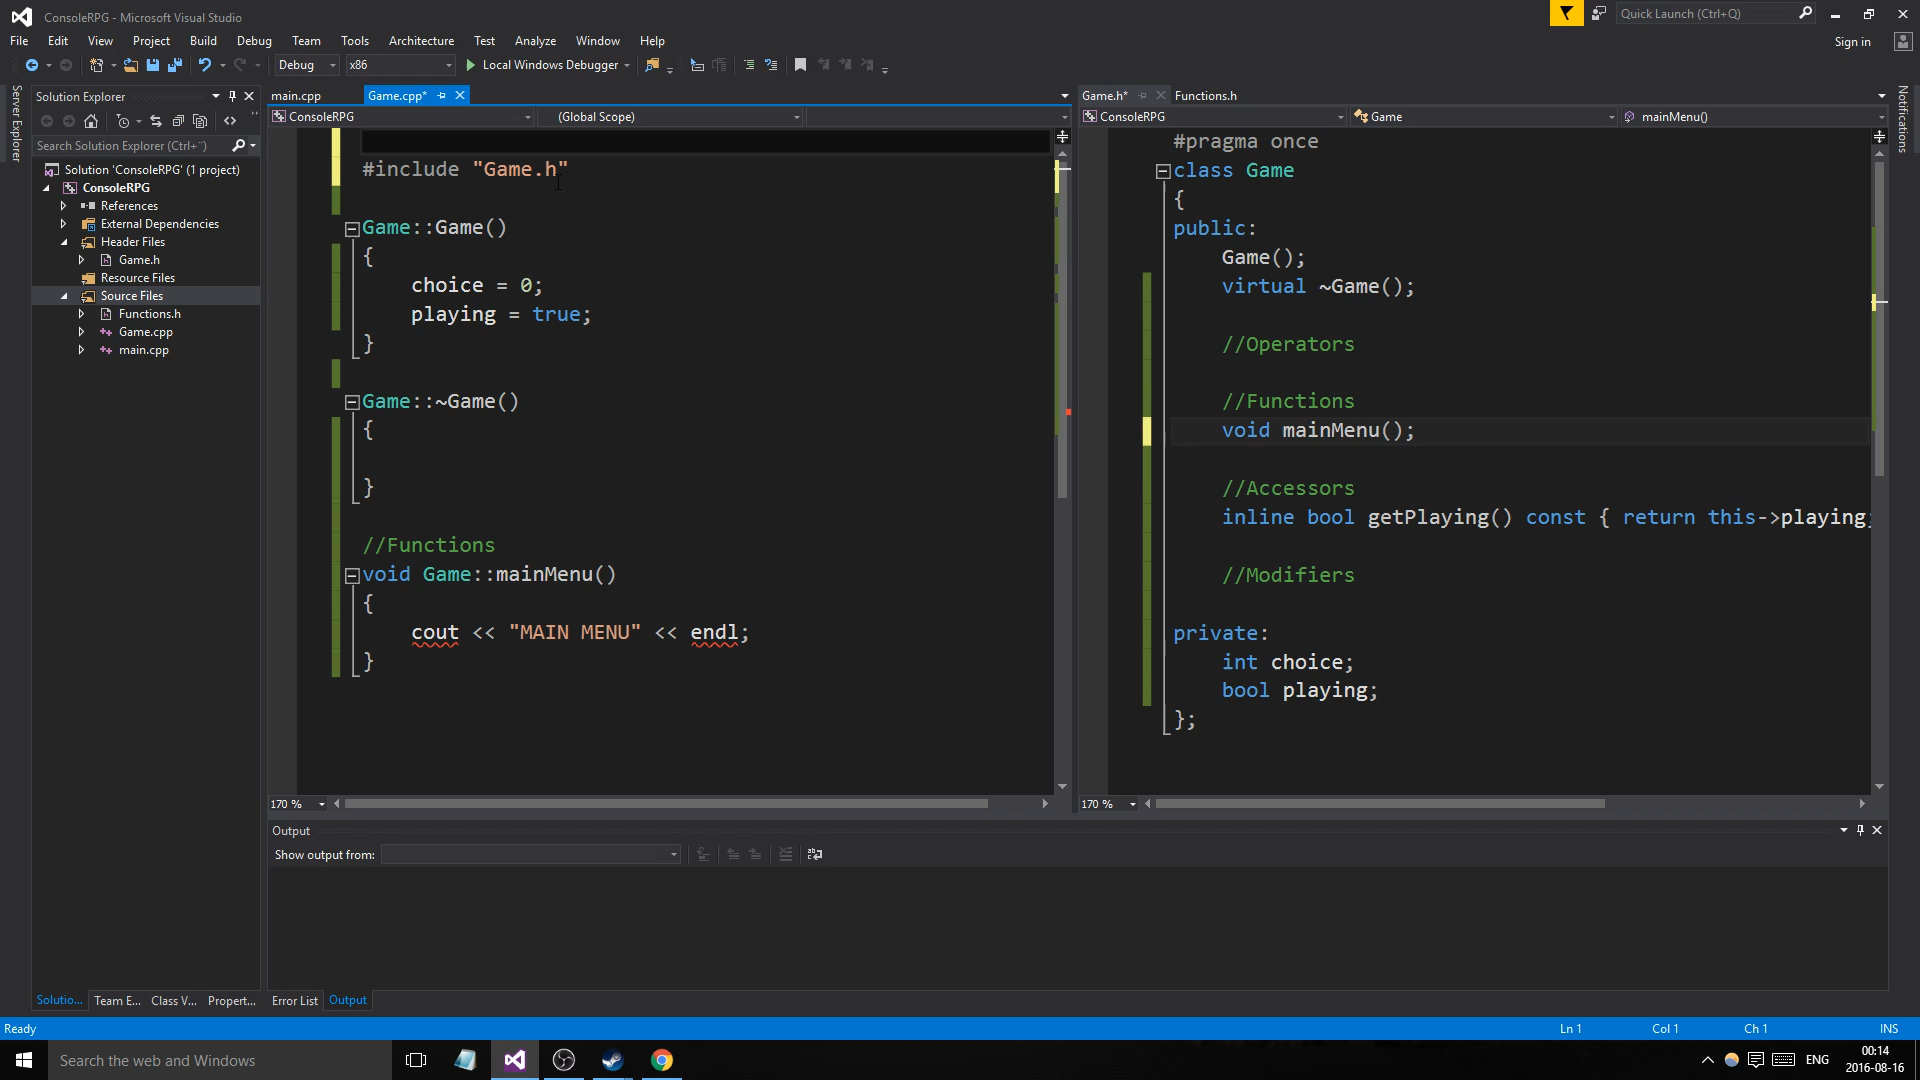 ConsoleRPG - Microsoft Visual Studio
Quick Launch (Ctrl+Q)
File Edit View Project Build Debug Team Tools Architecture Test Analyze Window Help
Sign in
Debug x86 Local Windows Debugger
Server Explorer
Solution Explorer
Search Solution Explorer (Ctrl+¨)
Solution 'ConsoleRPG' (1 project)
ConsoleRPG
References
External Dependencies
Header Files
Game.h
Resource Files
Source Files
Functions.h
Game.cpp
main.cpp
Solutio... Team E... Class V... Propert...
main.cpp Game.cpp*
ConsoleRPG (Global Scope)
#include "Game.h"
Game::Game()
{
choice = 0;
playing = true;
}
Game::~Game()
{
}
//Functions
void Game::mainMenu()
{
cout << "MAIN MENU" << endl;
}
170 %
Game.h* Functions.h
ConsoleRPG Game mainMenu()
#pragma once
class Game
{
public:
Game();
virtual ~Game();
//Operators
//Functions
void mainMenu();
//Accessors
inline bool getPlaying() const { return this->playing;
//Modifiers
private:
int choice;
bool playing;
};
170 %
Notifications
Output
Show output from:
Error List Output
Ready Ln 1 Col 1 Ch 1 INS
Search the web and Windows
ENG
00:14
2016-08-16